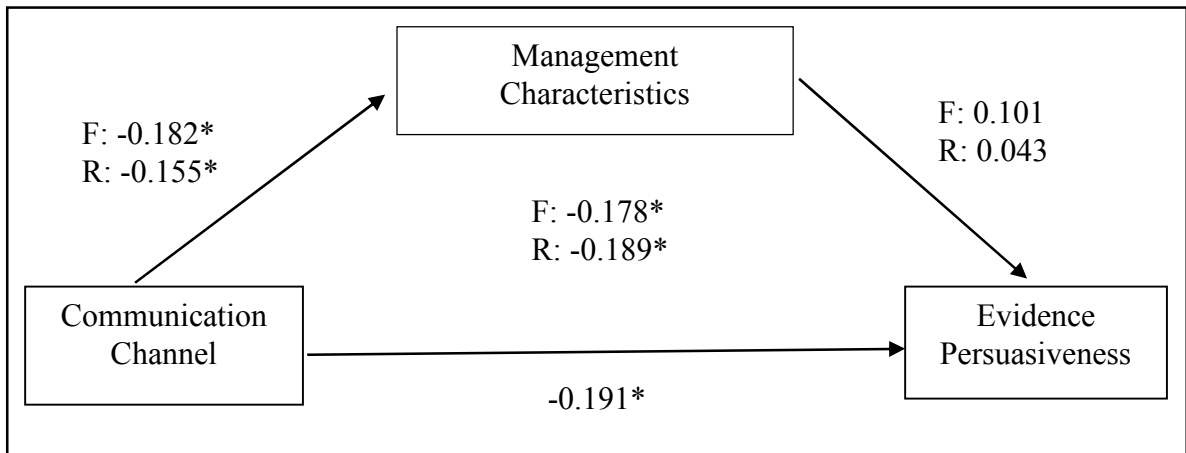 Management
Characteristics
F: -0.182*
R: -0.155*
F: 0.101
R: 0.043
F: -0.178*
R: -0.189*
Communication
Channel
Evidence
Persuasiveness
-0.191*